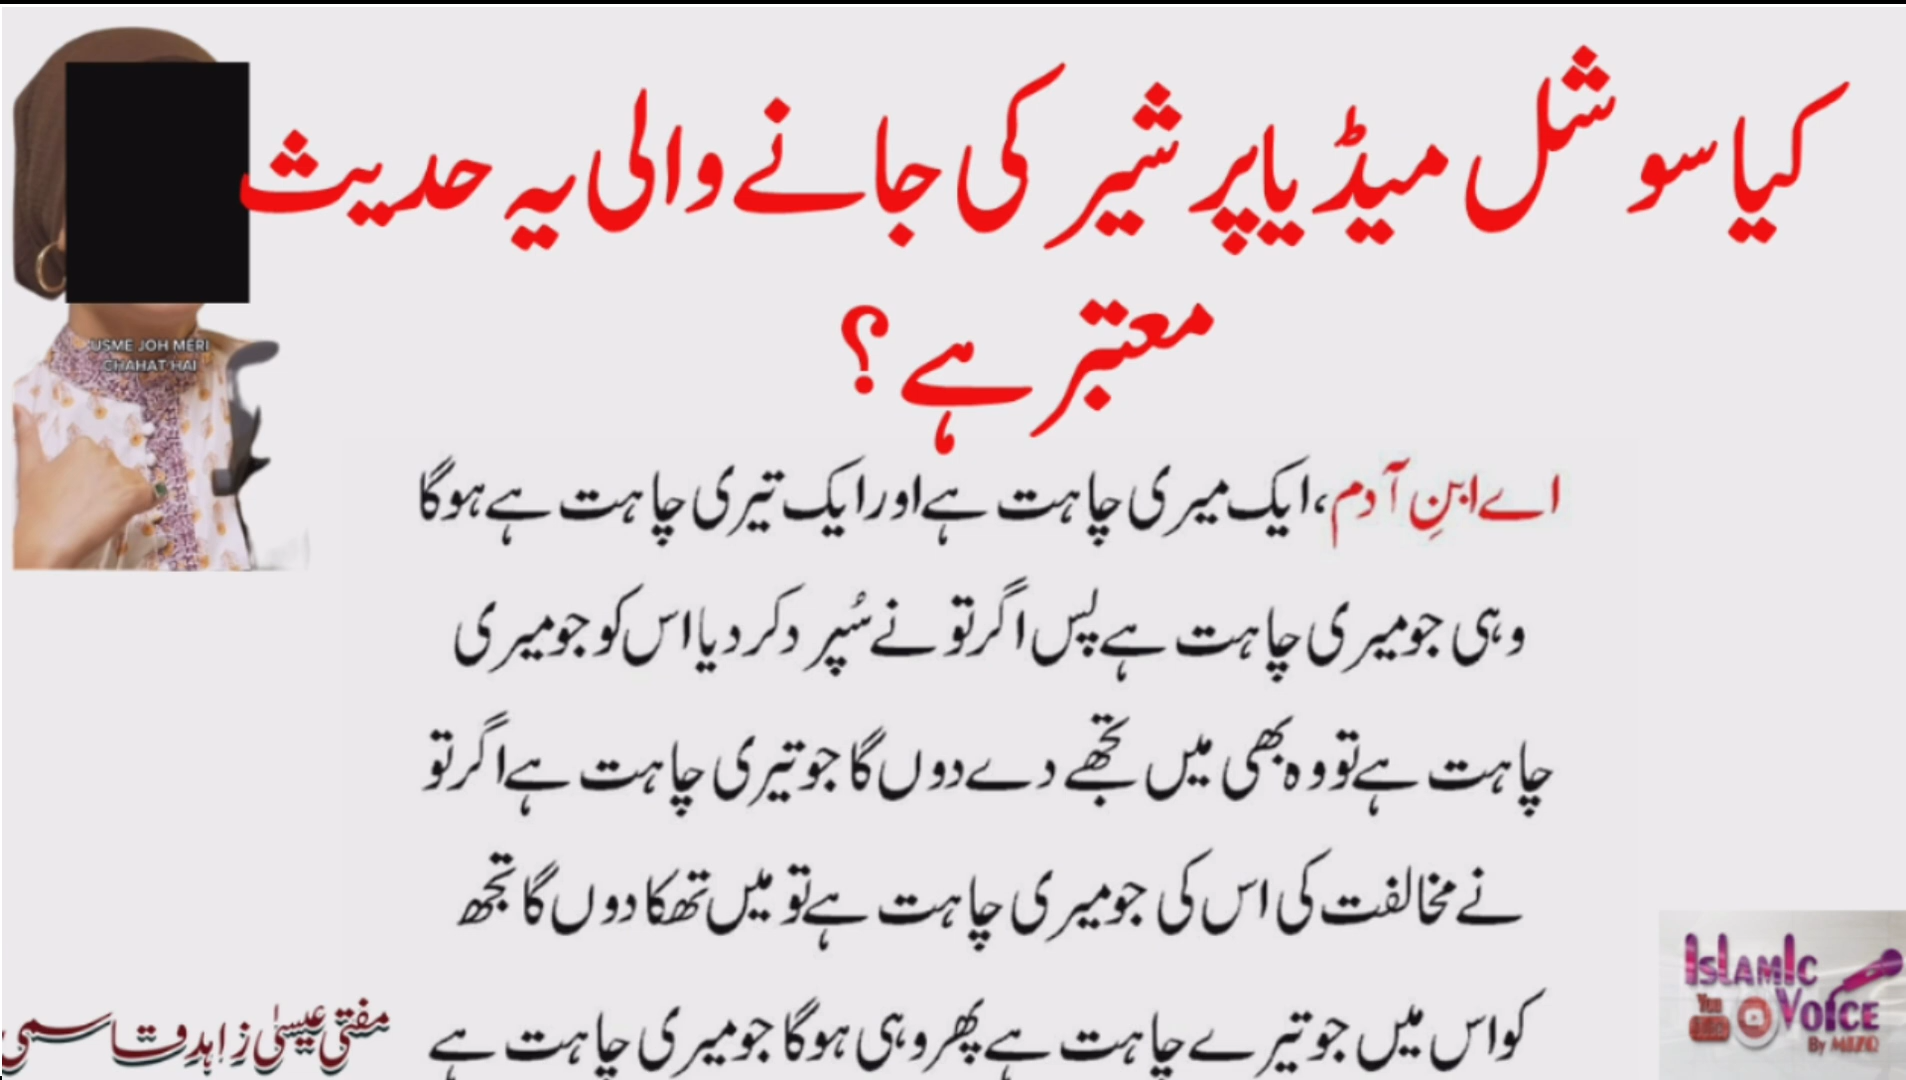 کیا سوشل میڈیا پر شیر کی جانے والی یہ حدیث
معتبر ہے؟
USME JOH MERI
CHAHAT HAI
اے ابنِ آدم، ایک میری چاہت ہے اور ایک تیری چاہت ہے ہوگا
وہی جو میری چاہت ہے پس اگر تو نے سُپرد کر دیا اس کو جو میری
چاہت ہے تو وہ بھی میں تجھے دے دوں گا جو تیری چاہت ہے اگر تو
نے مخالفت کی اس کی جو میری چاہت ہے تو میں تھکا دوں گا تجھ
کو اس میں جو تیرے چاہت ہے پھر وہی ہوگا جو میری چاہت ہے
مفتی عیسیٰ زاہد قاسمی
Islamic
You
Voice
By